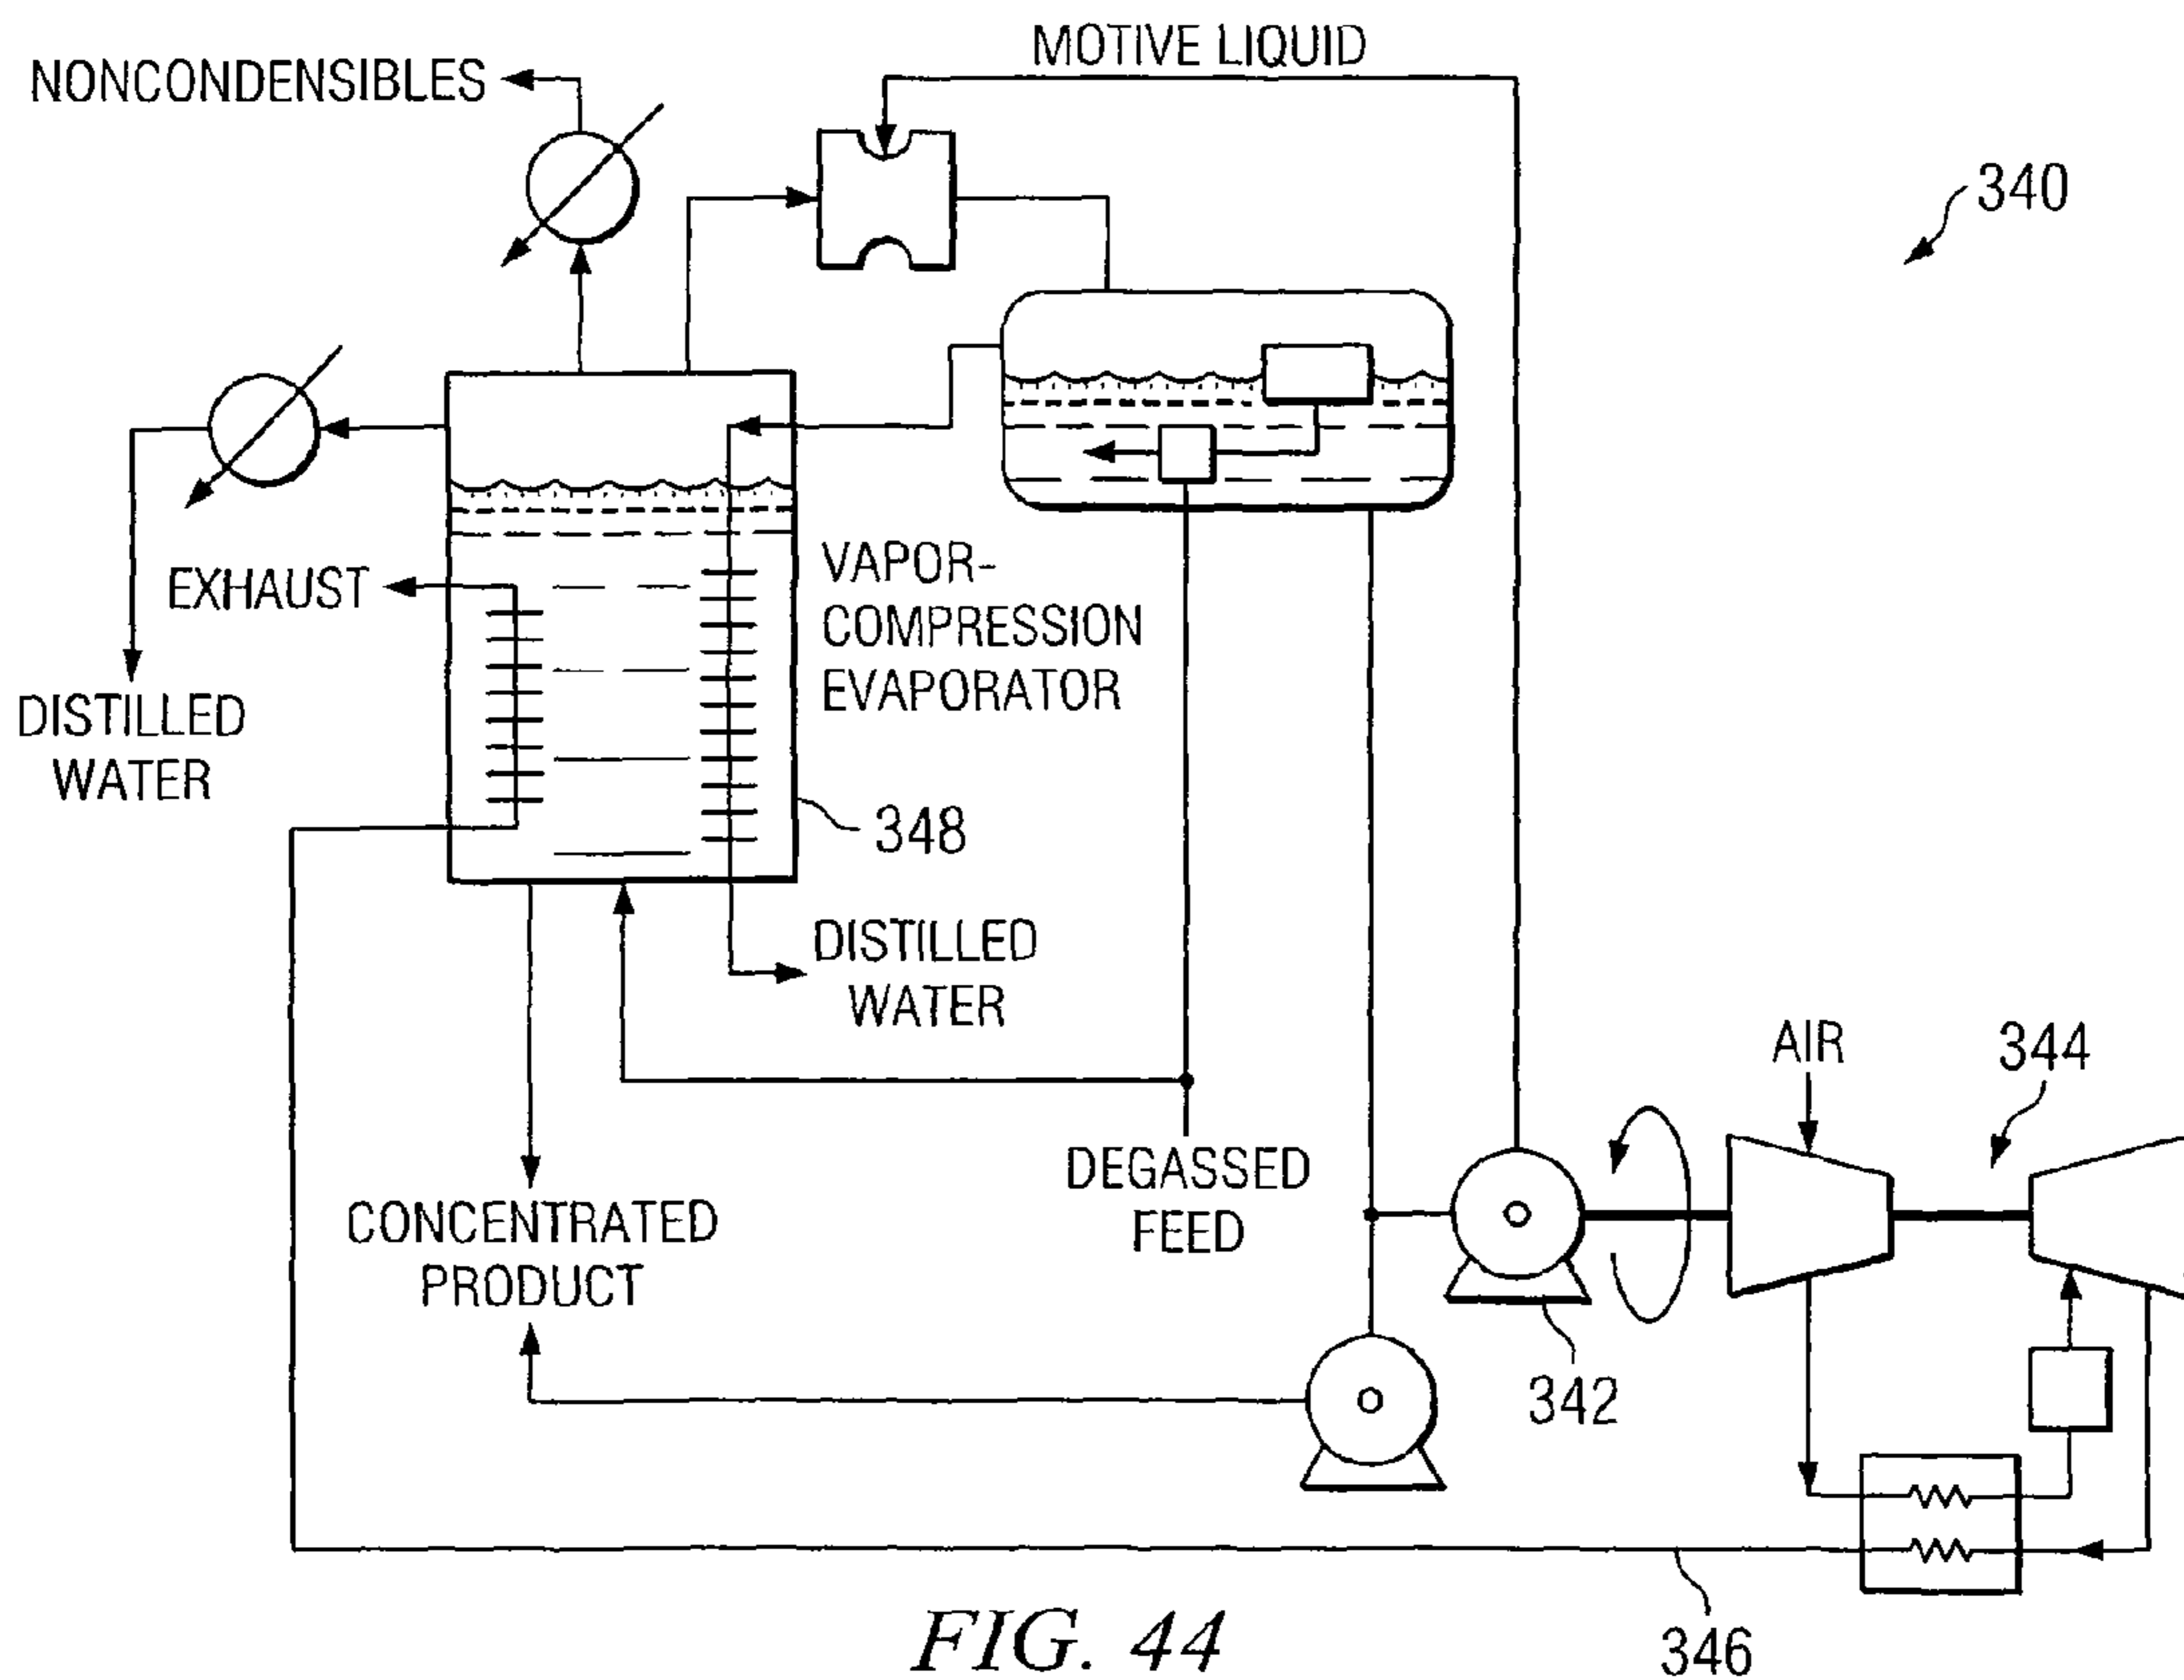 MOTIVE LIQUID
NONCONDENSIBLES
340
VAPOR-
COMPRESSION
EVAPORATOR
EXHAUST
DISTILLED
WATER
348
DISTILLED
WATER
AIR
344
DEGASSED
FEED
CONCENTRATED
PRODUCT
342
346
FIG. 44